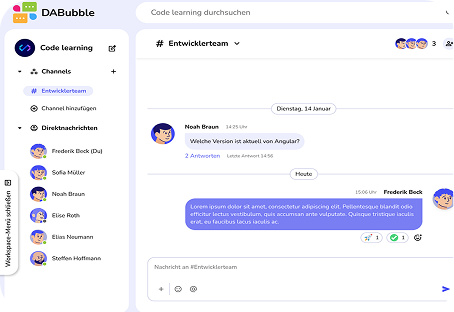 DABubble
Code learning durchsuchen
Code learning
Channels
# Entwicklerteam
Channel hinzufügen
Direktnachrichten
Frederik Beck (Du)
Sofia Müller
Noah Braun
Elise Roth
Elias Neumann
Steffen Hoffmann
Workspace-Menü schließen
# Entwicklerteam
3
Dienstag, 14 Januar
Noah Braun 14:25 Uhr
Welche Version ist aktuell von Angular?
2 Antworten Letzte Antwort 14:56
Heute
15:06 Uhr Frederik Beck
Lorem ipsum dolor sit amet, consectetur adipiscing elit. Pellentesque blandit odio
efficitur lectus vestibulum, quis accumsan ante vulputate. Quisque tristique iaculis
erat, eu faucibus lacus iaculis ac.
1
1
Nachricht an #Entwicklerteam